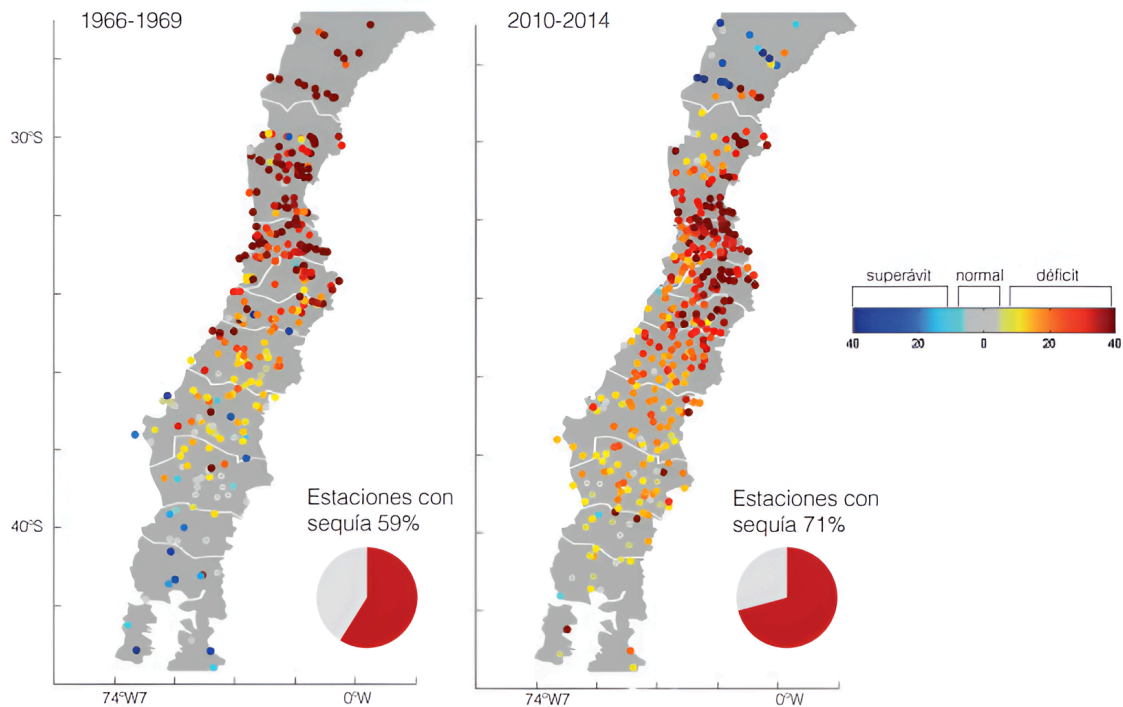 1966-1969
2010-2014
30°S
40°S
Estaciones con
sequía 59%
Estaciones con
sequía 71%
superávit normal déficit
40 20 0 20 40
74°W7 0°W
74°W7 0°W